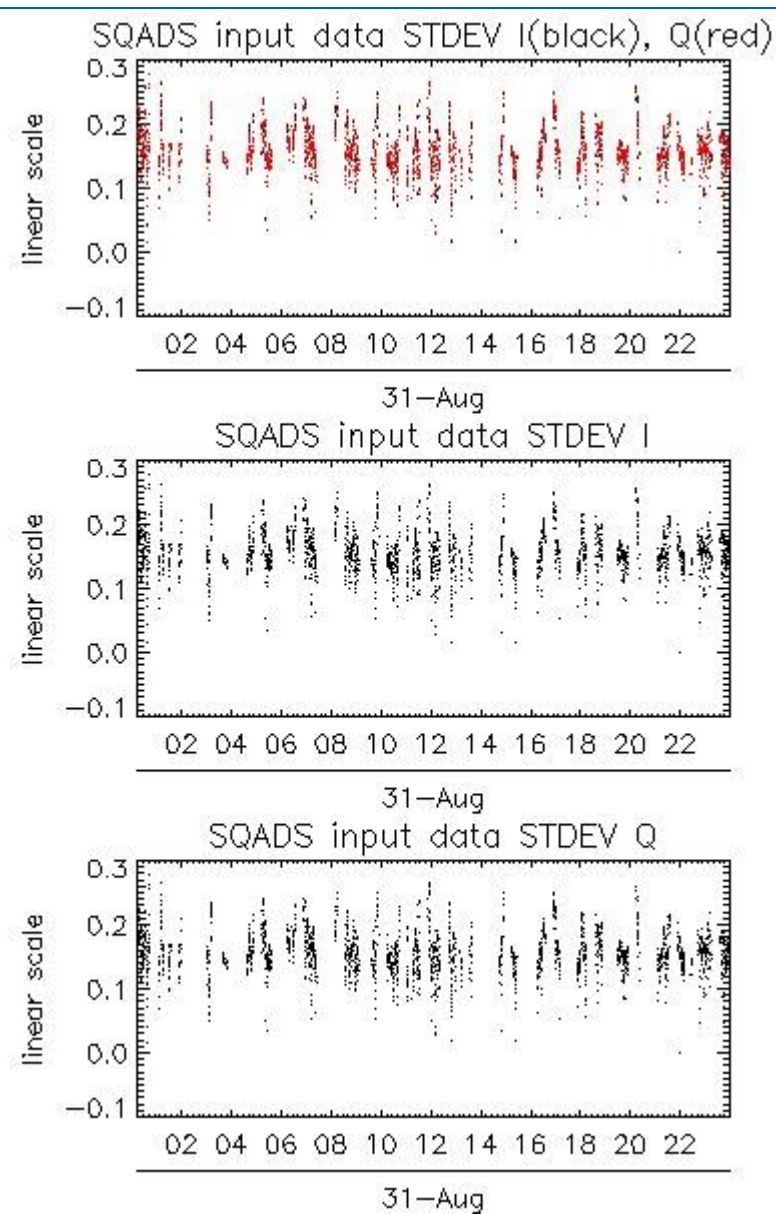 SQADS input data STDEV I(black), Q(red)
0.3
0.2
0.1
0.0
-0.1
linear scale
02 04 06 08 10 12 14 16 18 20 22
31-Aug
SQADS input data STDEV I
0.3
0.2
0.1
0.0
-0.1
linear scale
02 04 06 08 10 12 14 16 18 20 22
31-Aug
SQADS input data STDEV Q
0.3
0.2
0.1
0.0
-0.1
linear scale
02 04 06 08 10 12 14 16 18 20 22
31-Aug